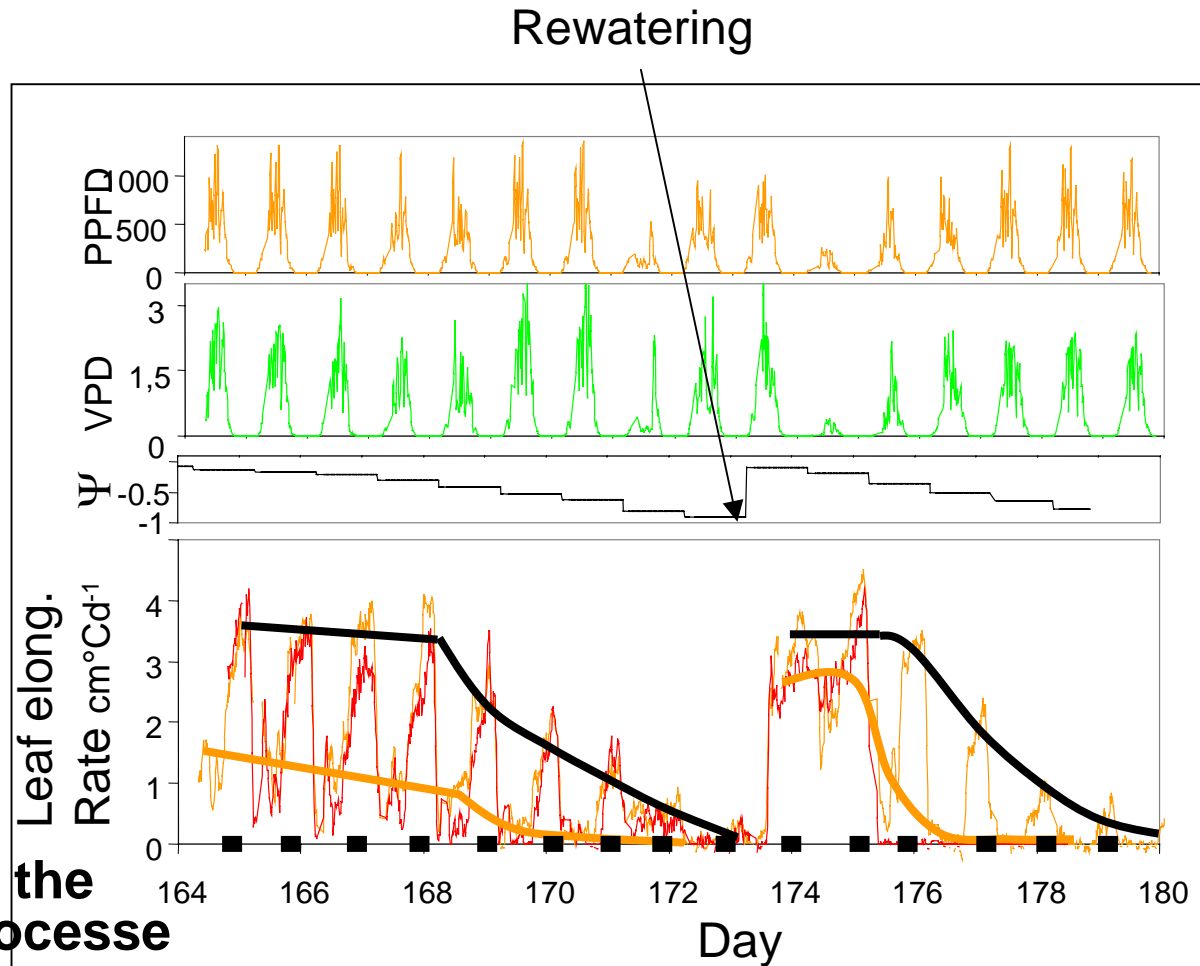 Rewatering
PPFD
1000
500
0
VPD
3
1,5
0
Ψ
0
-0.5
-1
Leaf elong.
Rate cm°Cd-1
4
3
2
1
0
164 166 168 170 172 174 176 178 180
Day
the
ocesse